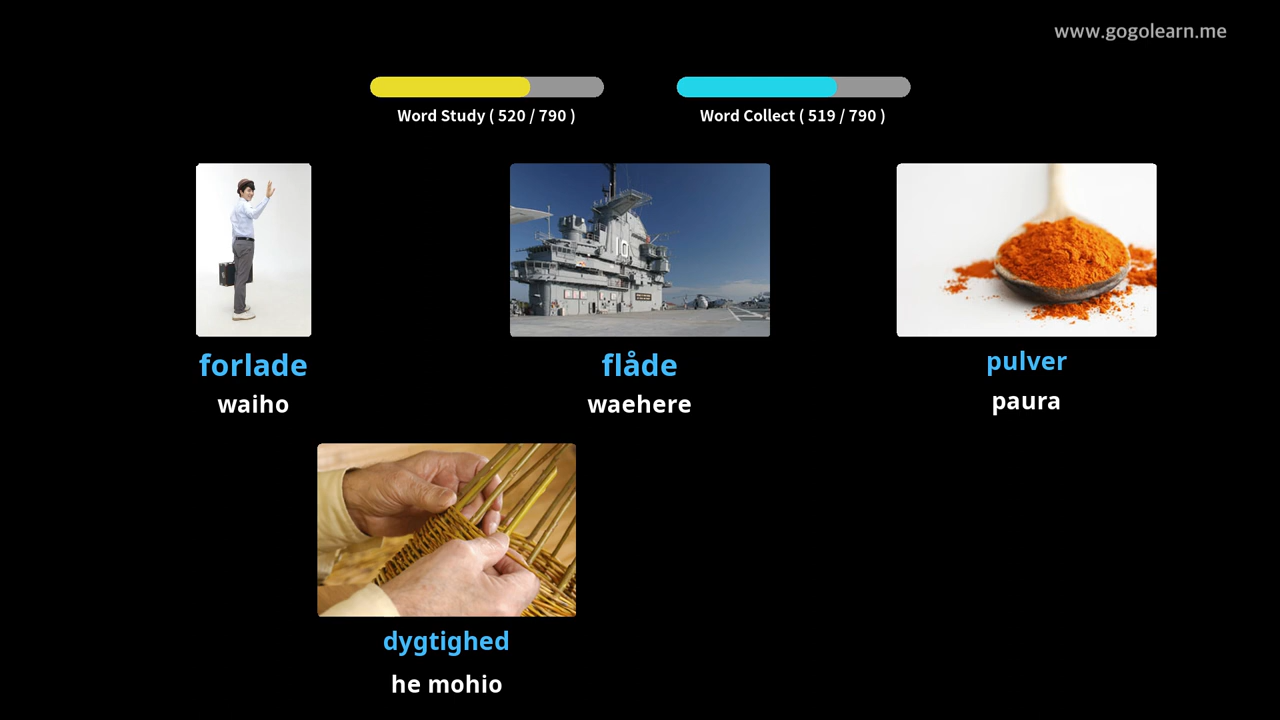 www.gogolearn.me
Word Study ( 520 / 790 )
Word Collect ( 519 / 790 )
forlade
waiho
flåde
waehere
pulver
paura
dygtighed
he mohio